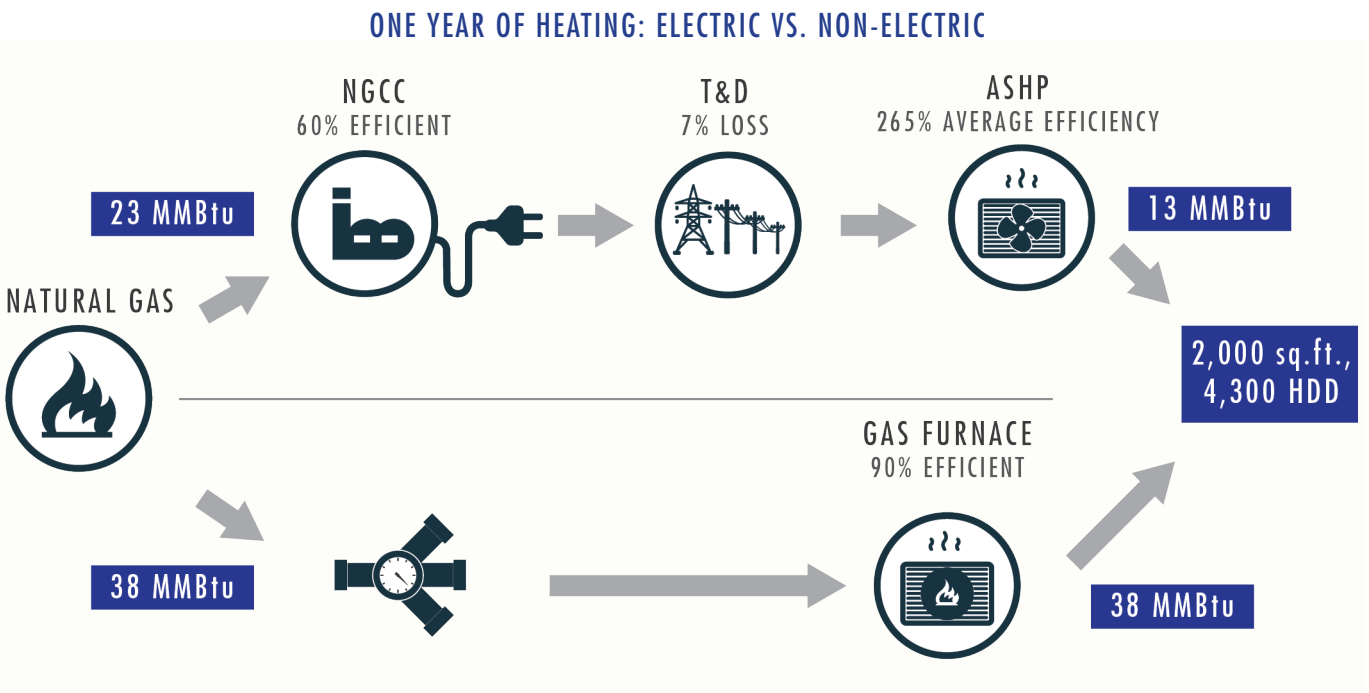 ONE YEAR OF HEATING: ELECTRIC VS. NON-ELECTRIC
NGCC
60% EFFICIENT
T&D
7% LOSS
ASHP
265% AVERAGE EFFICIENCY
23 MMBtu
13 MMBtu
NATURAL GAS
2,000 sq.ft.,
4,300 HDD
GAS FURNACE
90% EFFICIENT
38 MMBtu
38 MMBtu